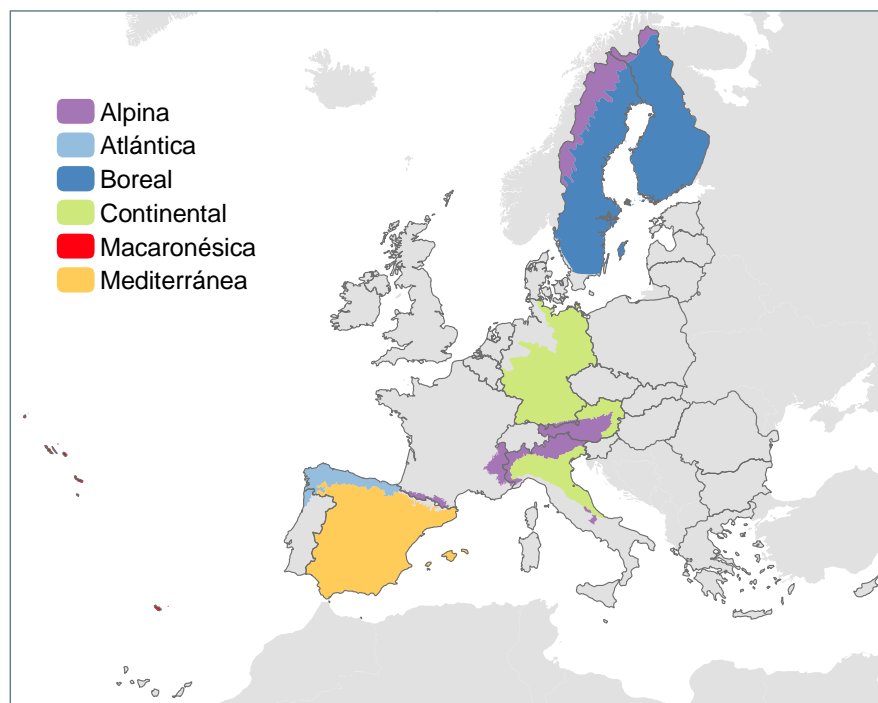 Alpina
Atlántica
Boreal
Continental
Macaronésica
Mediterránea